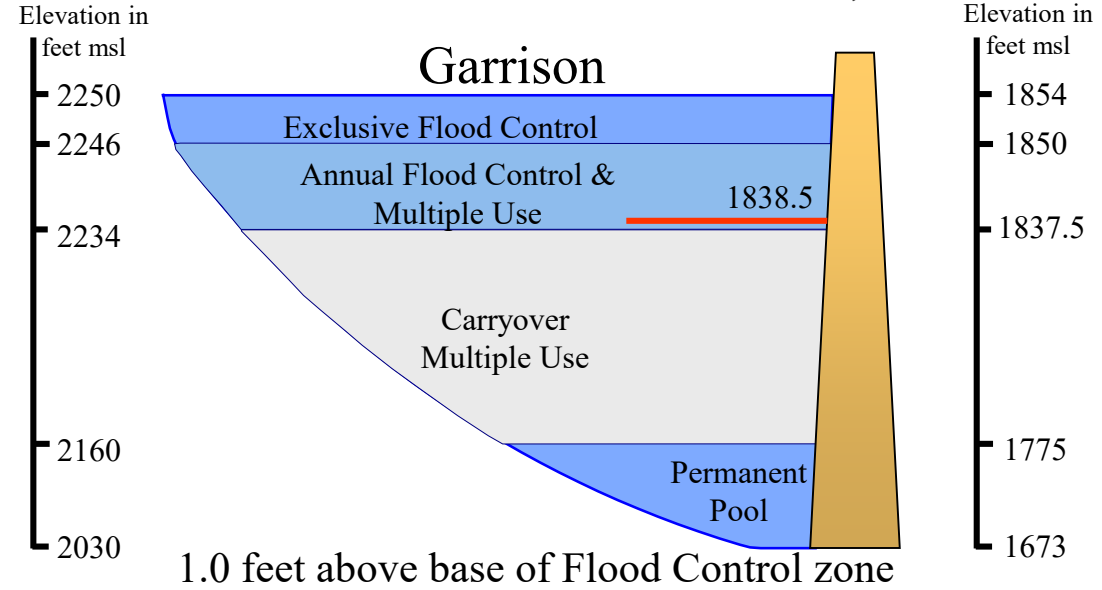 Elevation in
feet msl
2250
2246
2234
2160
2030
Garrison
Exclusive Flood Control
Annual Flood Control &
Multiple Use
1838.5
Carryover
Multiple Use
Permanent
Pool
Elevation in
feet msl
1854
1850
1837.5
1775
1673
1.0 feet above base of Flood Control zone